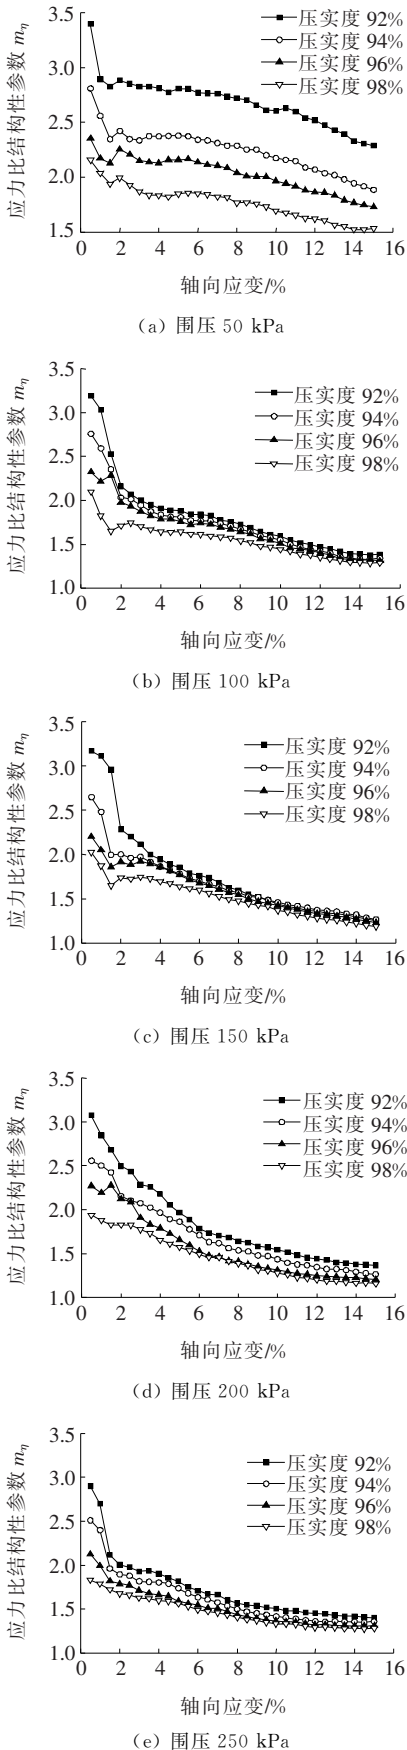 3.5
3.0
2.5
2.0
1.5
应力比结构性参数 mη
压实度 92%
压实度 94%
压实度 96%
压实度 98%
0 2 4 6 8 10 12 14 16
轴向应变/%
(a) 围压 50 kPa
3.5
3.0
2.5
2.0
1.5
1.0
应力比结构性参数 mη
压实度 92%
压实度 94%
压实度 96%
压实度 98%
0 2 4 6 8 10 12 14 16
轴向应变/%
(b) 围压 100 kPa
3.5
3.0
2.5
2.0
1.5
1.0
应力比结构性参数 mη
压实度 92%
压实度 94%
压实度 96%
压实度 98%
0 2 4 6 8 10 12 14 16
轴向应变/%
(c) 围压 150 kPa
3.5
3.0
2.5
2.0
1.5
1.0
应力比结构性参数 mη
压实度 92%
压实度 94%
压实度 96%
压实度 98%
0 2 4 6 8 10 12 14 16
轴向应变/%
(d) 围压 200 kPa
3.5
3.0
2.5
2.0
1.5
1.0
应力比结构性参数 mη
压实度 92%
压实度 94%
压实度 96%
压实度 98%
0 2 4 6 8 10 12 14 16
轴向应变/%
(e) 围压 250 kPa